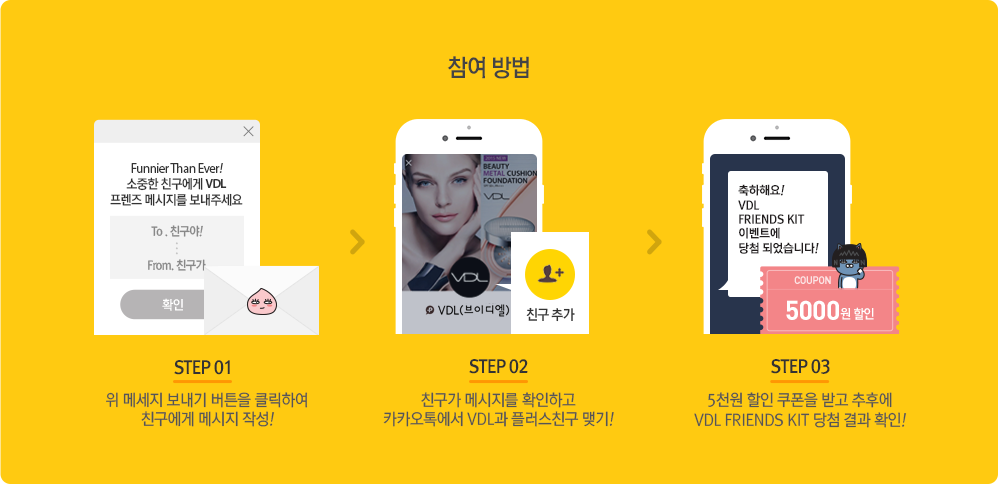 참여 방법
Funnier Than Ever!
소중한 친구에게 VDL
프렌즈 메시지를 보내주세요
To . 친구야!
From. 친구가
확인
BEAUTY
METAL CUSHION
FOUNDATION
VDL
VDL
VDL(브이디엘)
친구 추가
축하해요!
VDL
FRIENDS KIT
이벤트에
당첨 되었습니다!
COUPON
5000원 할인
STEP 01
위 메세지 보내기 버튼을 클릭하여
친구에게 메시지 작성!
STEP 02
친구가 메시지를 확인하고
카카오톡에서 VDL과 플러스친구 맺기!
STEP 03
5천원 할인 쿠폰을 받고 추후에
VDL FRIENDS KIT 당첨 결과 확인!